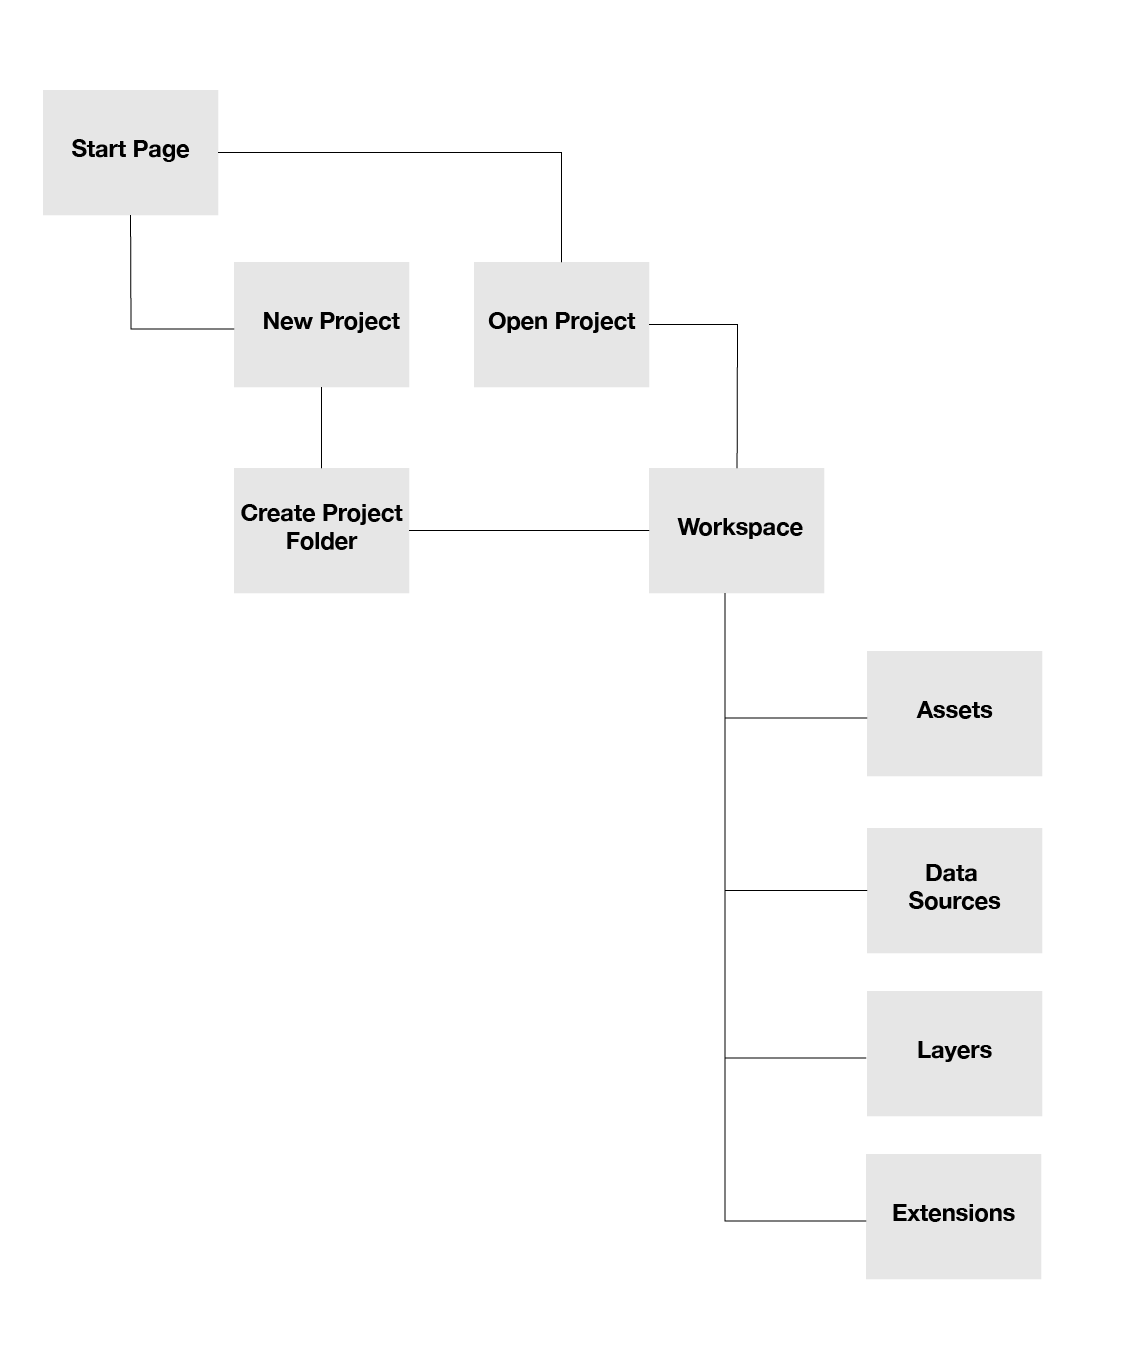 Start Page
New Project
Open Project
Create Project
Folder
Workspace
Assets
Data
Sources
Layers
Extensions